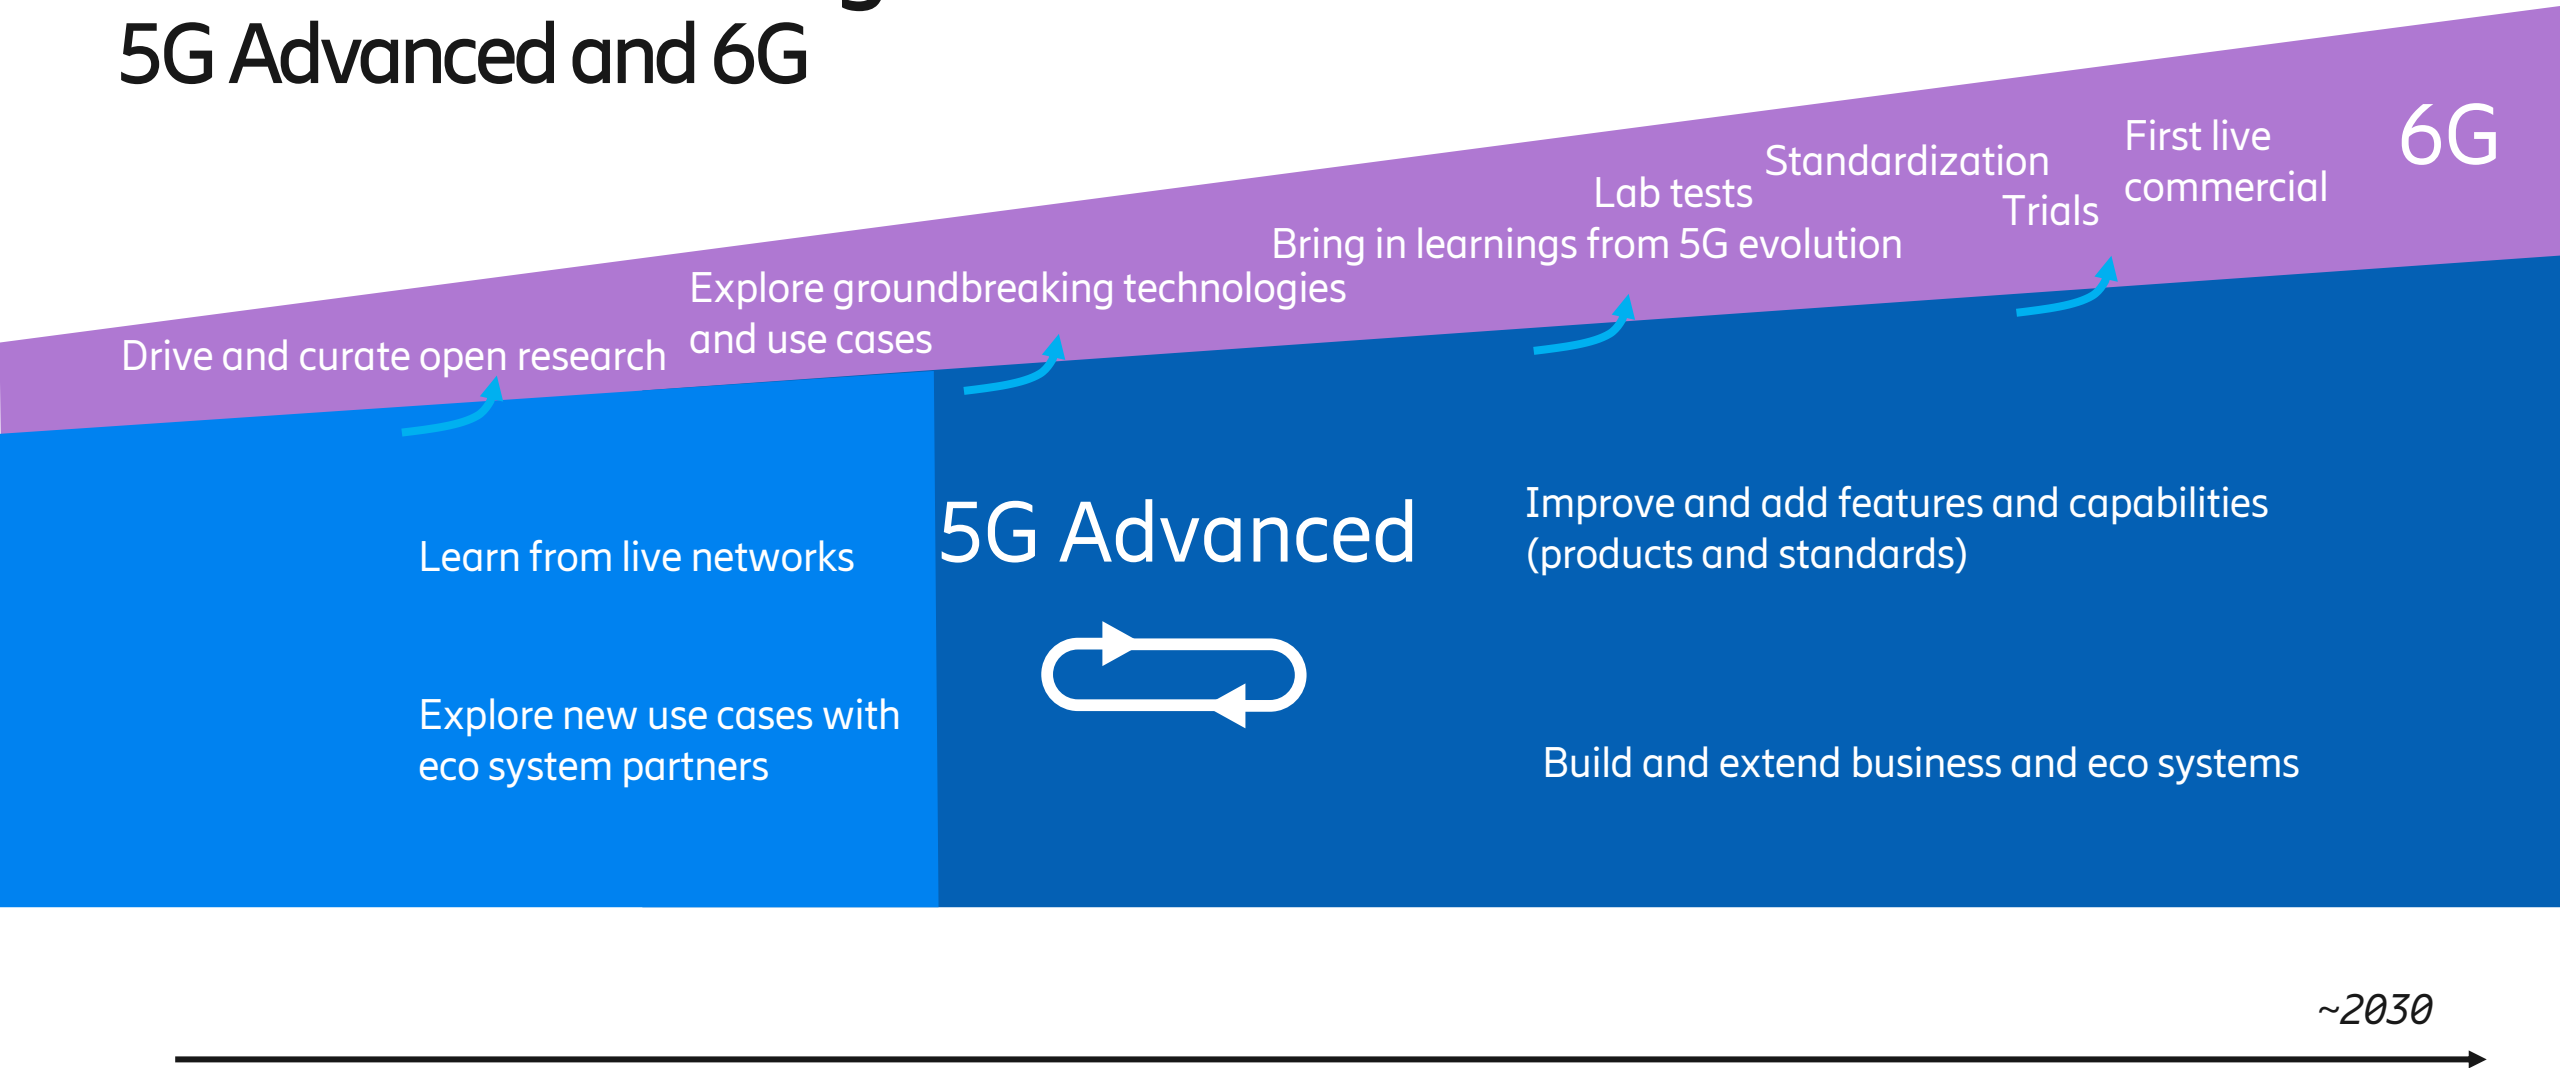 5G Advanced and 6G
6G
First live
commercial
Standardization
Lab tests
Trials
Bring in learnings from 5G evolution
Explore groundbreaking technologies
and use cases
Drive and curate open research
5G Advanced
Improve and add features and capabilities
(products and standards)
Learn from live networks
Explore new use cases with
eco system partners
Build and extend business and eco systems
~2030